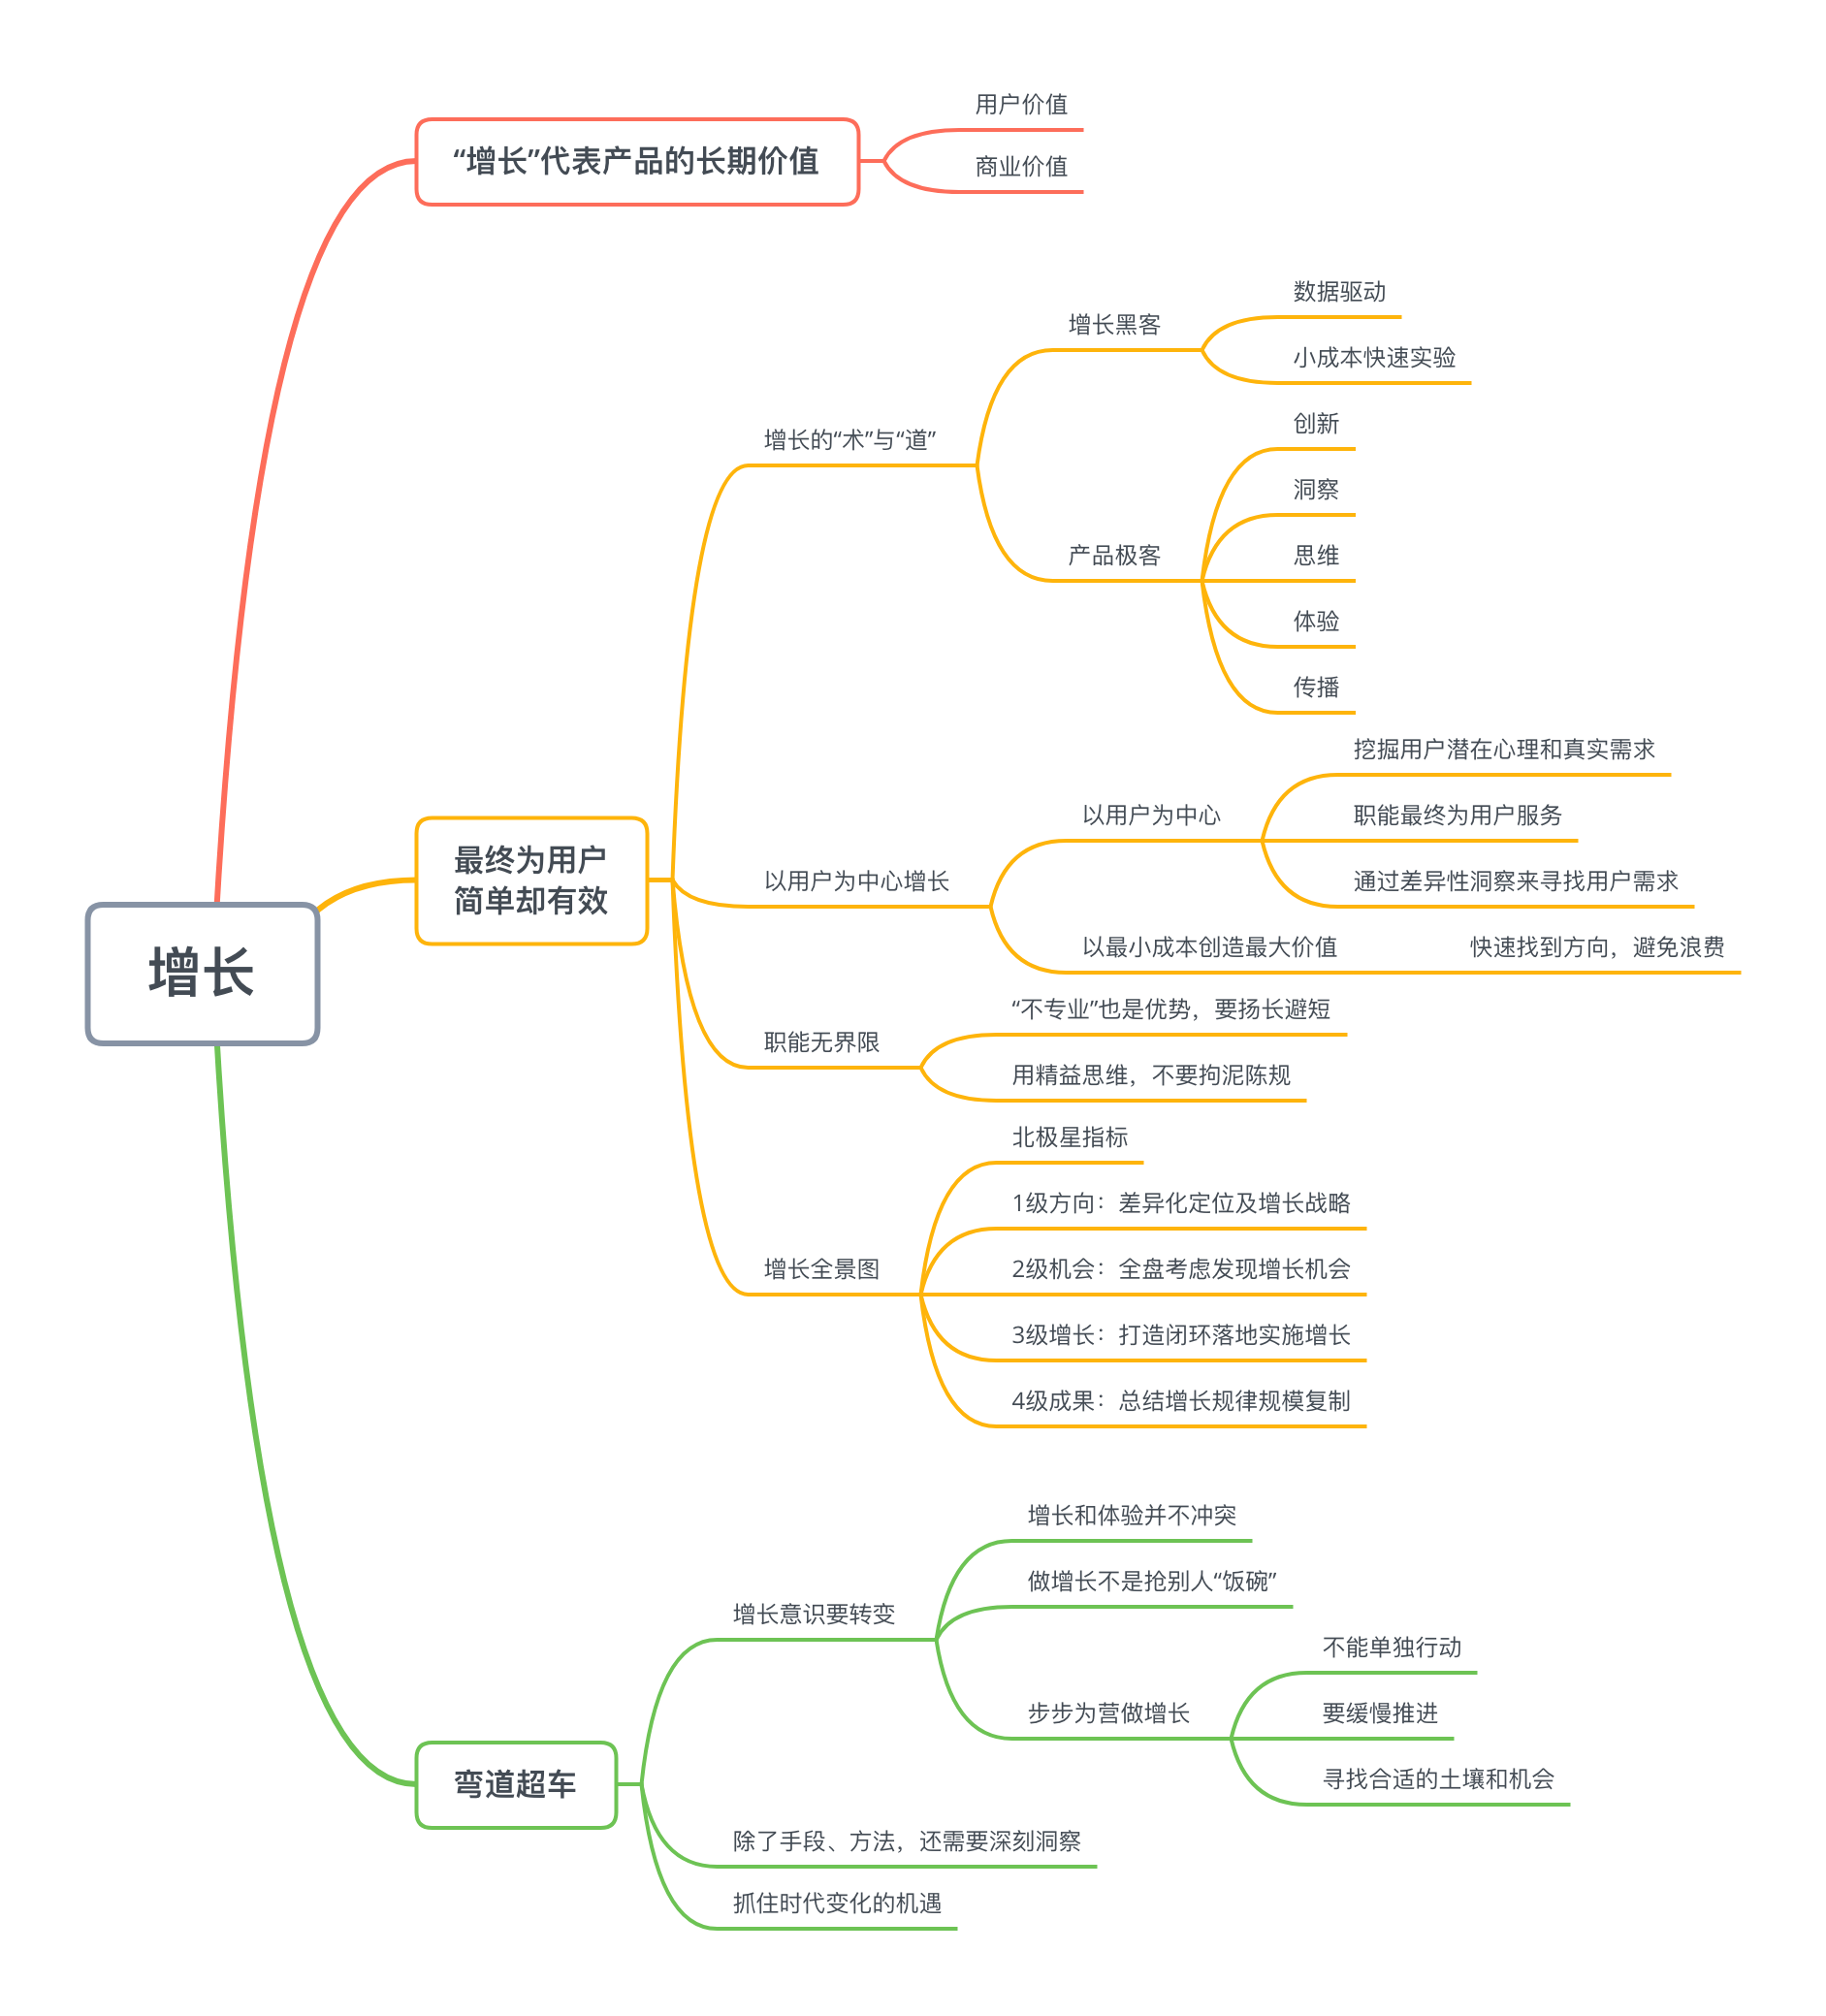 增长
“增长”代表产品的长期价值
用户价值
商业价值
最终为用户
简单却有效
增长的“术”与“道”
增长黑客
数据驱动
小成本快速实验
产品极客
创新
洞察
思维
体验
传播
以用户为中心增长
以用户为中心
挖掘用户潜在心理和真实需求
职能最终为用户服务
通过差异性洞察来寻找用户需求
以最小成本创造最大价值
快速找到方向，避免浪费
职能无界限
“不专业”也是优势，要扬长避短
用精益思维，不要拘泥陈规
增长全景图
北极星指标
1级方向：差异化定位及增长战略
2级机会：全盘考虑发现增长机会
3级增长：打造闭环落地实施增长
4级成果：总结增长规律规模复制
弯道超车
增长意识要转变
增长和体验并不冲突
做增长不是抢别人“饭碗”
步步为营做增长
不能单独行动
要缓慢推进
寻找合适的土壤和机会
除了手段、方法，还需要深刻洞察
抓住时代变化的机遇